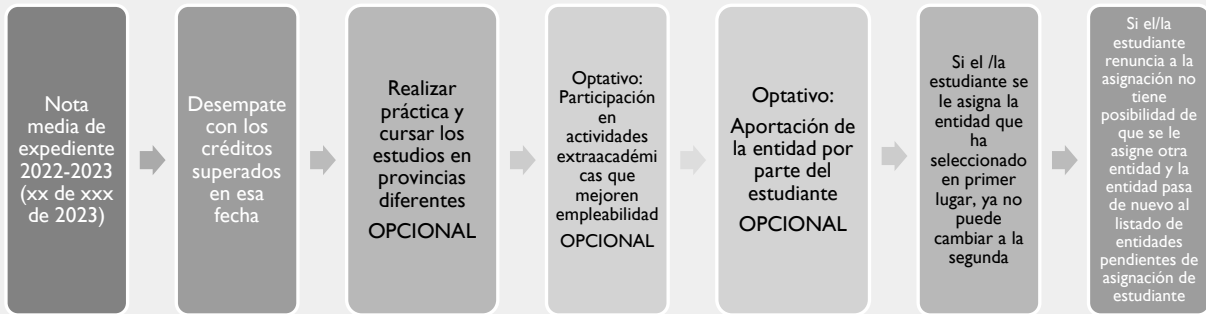 Nota
media de
expediente
2022-2023
(xx de xxx
de 2023)
Desempate
con los
créditos
superados
en esa
fecha
Realizar
práctica y
cursar los
estudios en
provincias
diferentes
OPCIONAL
Optativo:
Participación
en
actividades
extraacadémi
cas que
mejoren
empleabilidad
OPCIONAL
Optativo:
Aportación de
la entidad por
parte del
estudiante
OPCIONAL
Si el /la
estudiante se
le asigna la
entidad que
ha
seleccionado
en primer
lugar, ya no
puede
cambiar a la
segunda
Si el/la
estudiante
renuncia a la
asignación no
tiene
posibilidad de
que se le
asigne otra
entidad y la
entidad pasa
de nuevo al
listado de
entidades
pendientes de
asignación de
estudiante